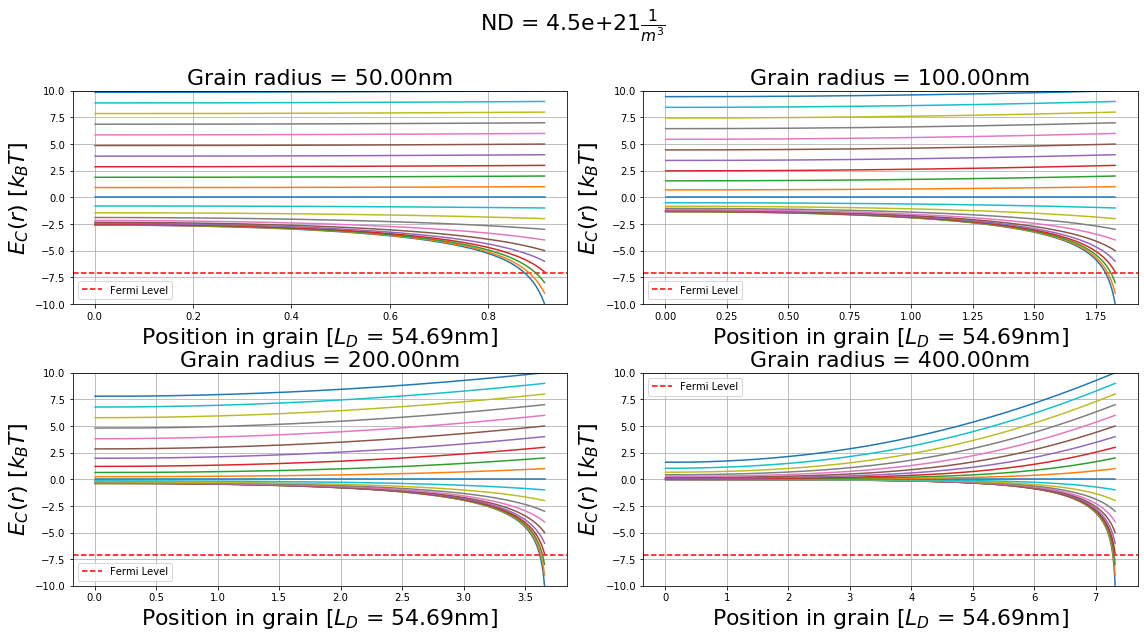 ND = 4.5e+21 1/m³
Grain radius = 50.00nm
10.0
7.5
5.0
2.5
0.0
−2.5
−5.0
−7.5
−10.0
E_C(r) [k_BT]
Fermi Level
0.0 0.2 0.4 0.6 0.8
Position in grain [L_D = 54.69nm]
Grain radius = 100.00nm
10.0
7.5
5.0
2.5
0.0
−2.5
−5.0
−7.5
−10.0
E_C(r) [k_BT]
Fermi Level
0.00 0.25 0.50 0.75 1.00 1.25 1.50 1.75
Position in grain [L_D = 54.69nm]
Grain radius = 200.00nm
10.0
7.5
5.0
2.5
0.0
−2.5
−5.0
−7.5
−10.0
E_C(r) [k_BT]
Fermi Level
0.0 0.5 1.0 1.5 2.0 2.5 3.0 3.5
Position in grain [L_D = 54.69nm]
Grain radius = 400.00nm
10.0
7.5
5.0
2.5
0.0
−2.5
−5.0
−7.5
−10.0
E_C(r) [k_BT]
Fermi Level
0 1 2 3 4 5 6 7
Position in grain [L_D = 54.69nm]